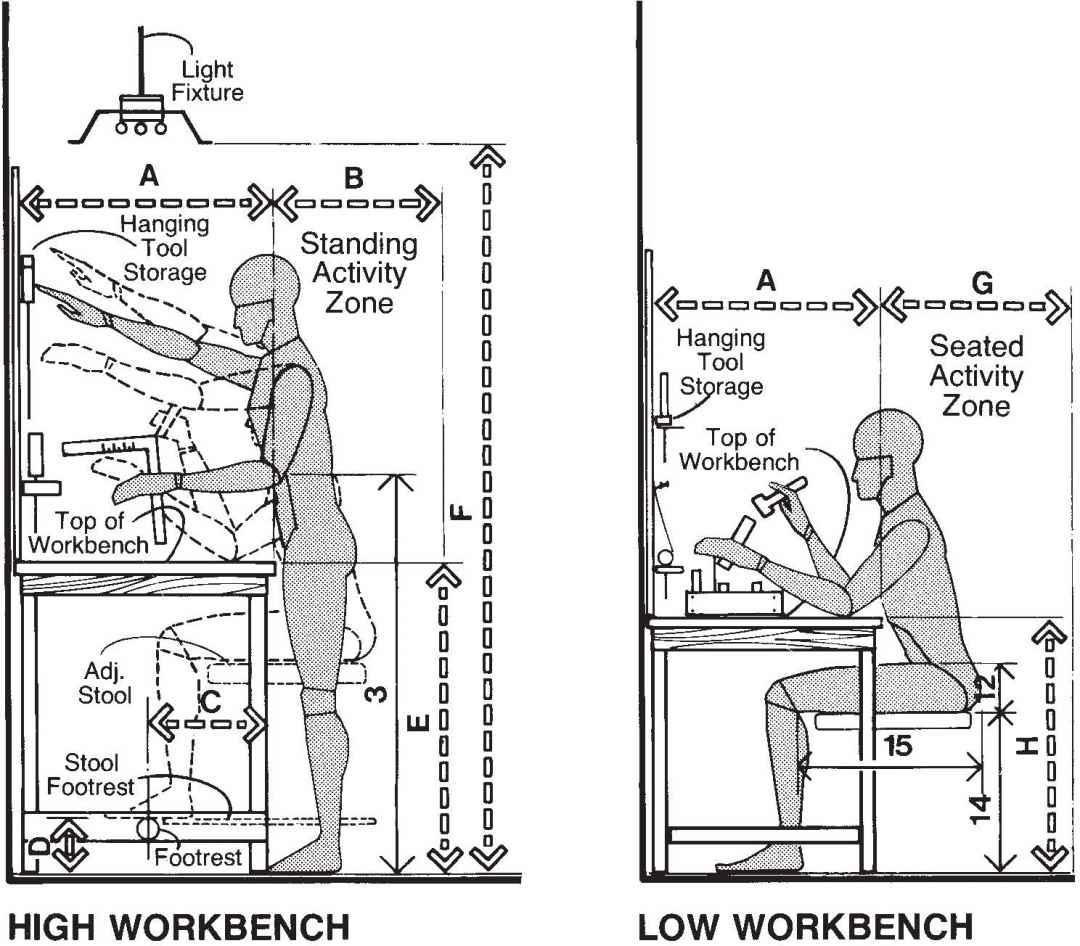 Light
Fixture
A
B
Hanging
Tool
Storage
Standing
Activity
Zone
F
Top of
Workbench
3
E
Adj.
Stool
C
Stool
Footrest
D
Footrest
HIGH WORKBENCH
A
G
Hanging
Tool
Storage
Seated
Activity
Zone
Top of
Workbench
12
15
H
14
LOW WORKBENCH